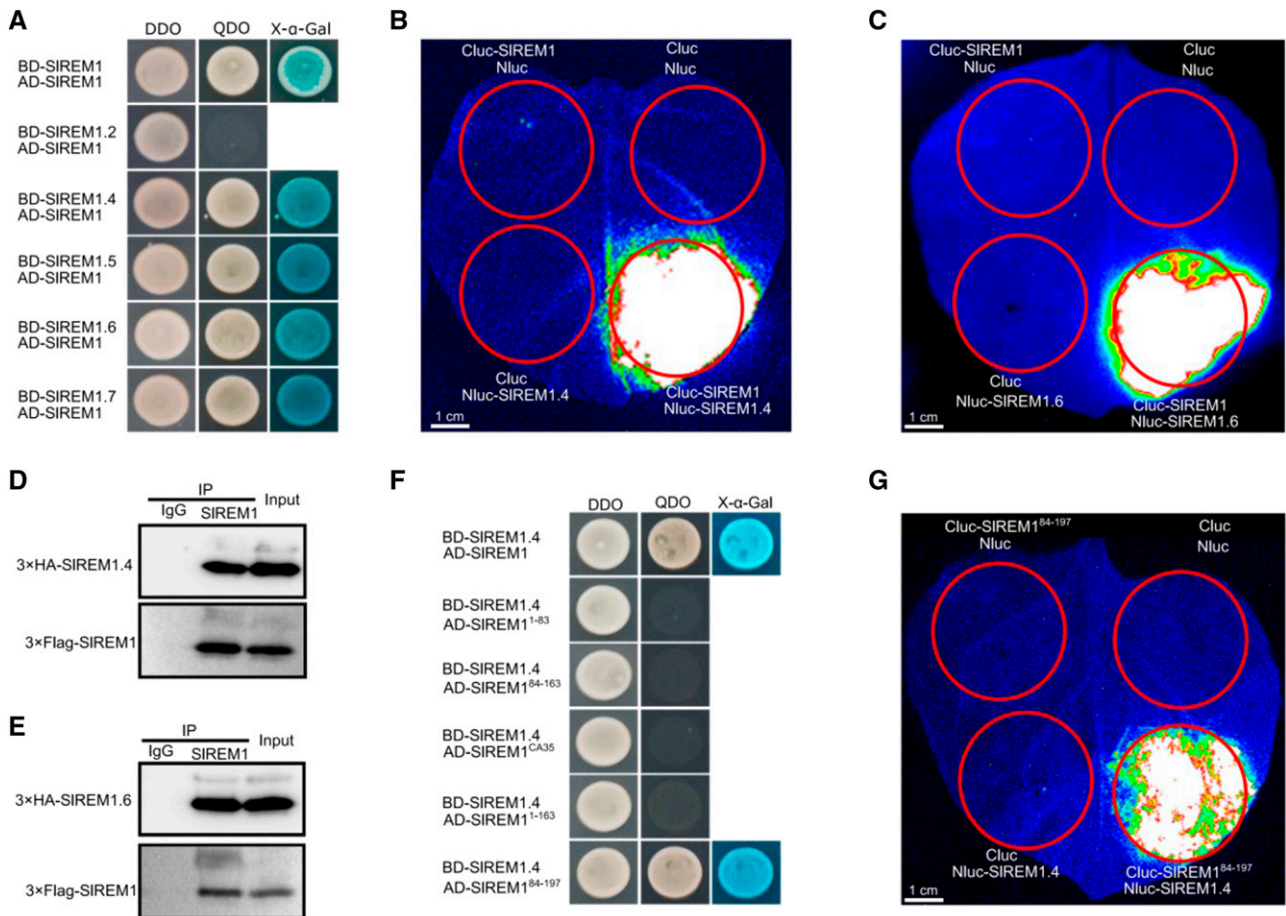 A
DDO QDO X-α-Gal
BD-SlREM1
AD-SlREM1
BD-SlREM1.2
AD-SlREM1
BD-SlREM1.4
AD-SlREM1
BD-SlREM1.5
AD-SlREM1
BD-SlREM1.6
AD-SlREM1
BD-SlREM1.7
AD-SlREM1
B
Cluc-SlREM1
Nluc
Cluc
Nluc
Cluc
Nluc-SlREM1.4
Cluc-SlREM1
Nluc-SlREM1.4
1 cm
C
Cluc-SlREM1
Nluc
Cluc
Nluc
Cluc
Nluc-SlREM1.6
Cluc-SlREM1
Nluc-SlREM1.6
1 cm
D
IP
IgG SlREM1 Input
3×HA-SlREM1.4
3×Flag-SlREM1
E
IP
IgG SlREM1 Input
3×HA-SlREM1.6
3×Flag-SlREM1
F
DDO QDO X-α-Gal
BD-SlREM1.4
AD-SlREM1
BD-SlREM1.4
AD-SlREM1¹⁻⁸³
BD-SlREM1.4
AD-SlREM1⁸⁴⁻¹⁶³
BD-SlREM1.4
AD-SlREM1ᶜᴬ³⁵
BD-SlREM1.4
AD-SlREM1¹⁻¹⁶³
BD-SlREM1.4
AD-SlREM1⁸⁴⁻¹⁹⁷
G
Cluc-SlREM1⁸⁴⁻¹⁹⁷
Nluc
Cluc
Nluc
Cluc
Nluc-SlREM1.4
Cluc-SlREM1⁸⁴⁻¹⁹⁷
Nluc-SlREM1.4
1 cm